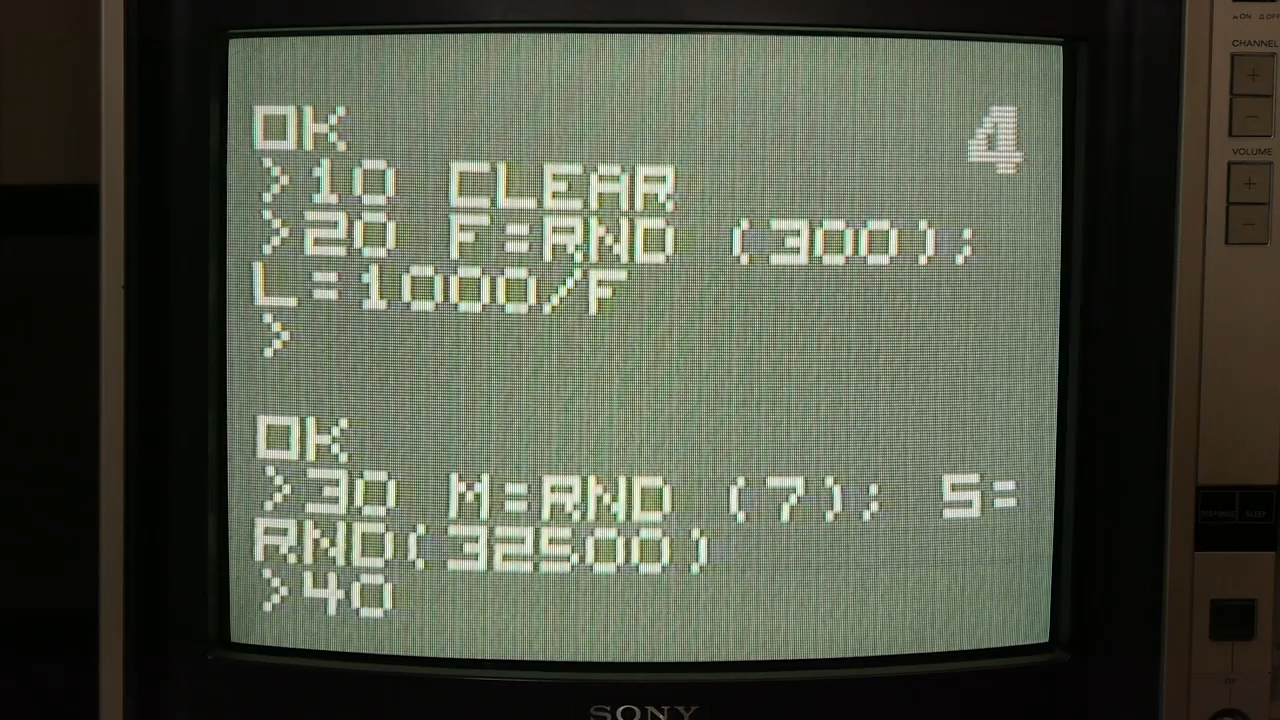 OK
4
>10 CLEAR
>20 F=RND (300);
L=1000/F
>
OK
>30 M=RND (7); S=
RND(32500)
>40
SONY
CHANNEL
+
−
VOLUME
+
−